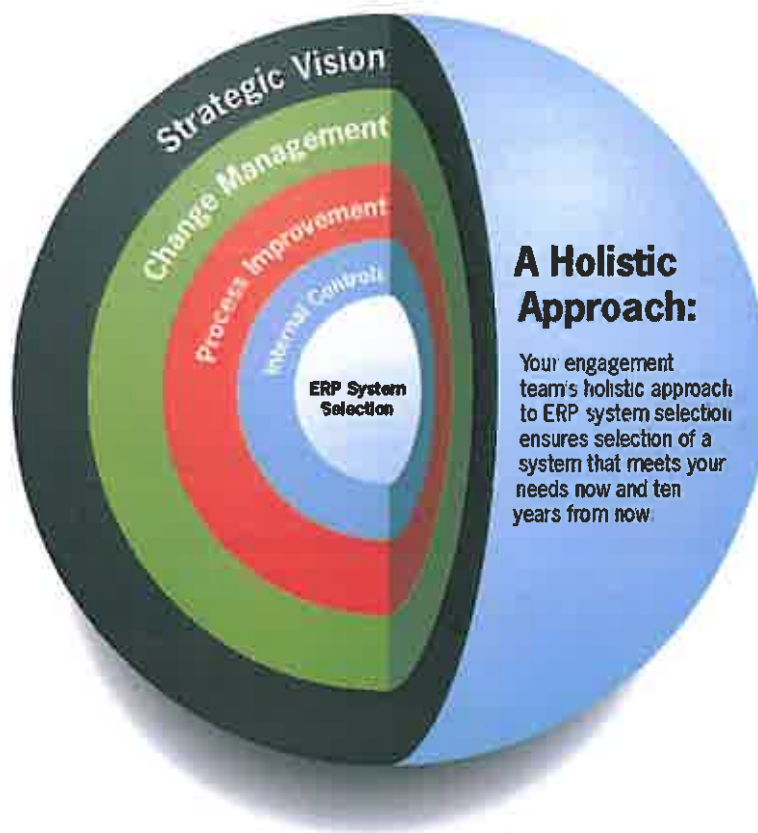 Strategic Vision
Change Management
Process Improvement
Internal Controls
ERP System
Selection
A Holistic
Approach:
Your engagement
team's holistic approach
to ERP system selection
ensures selection of a
system that meets your
needs now and ten
years from now.